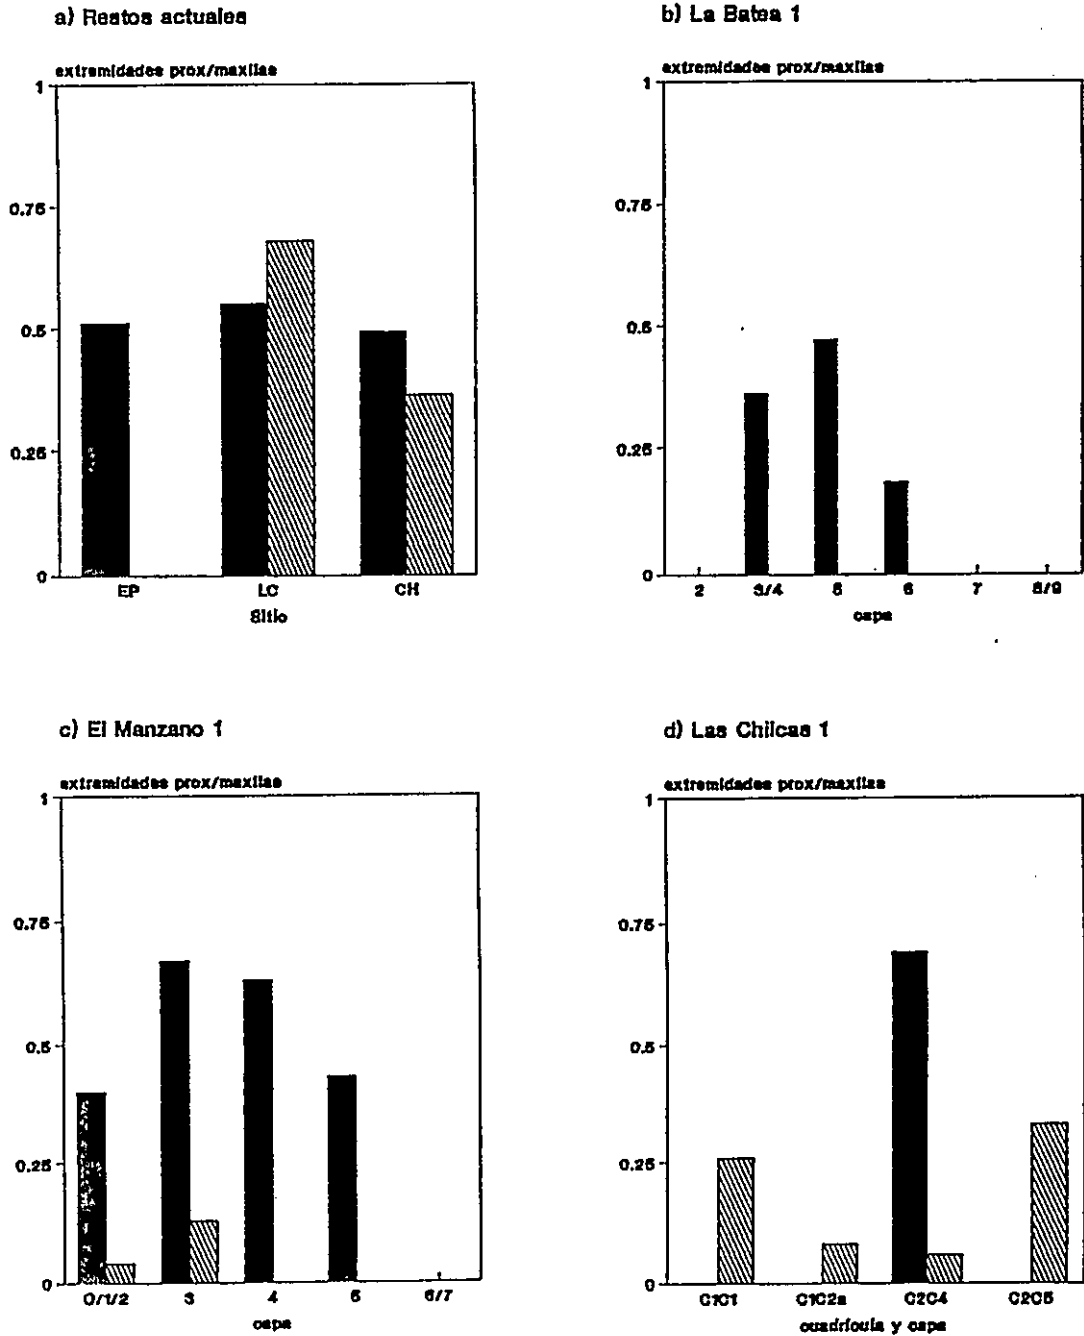 a) Restos actuales
extremidades prox/maxilas
1
0.75
0.5
0.25
0
EP LC CH
Sitio
b) La Batea 1
extremidades prox/maxilas
1
0.75
0.5
0.25
0
2 3/4 5 6 7 8/9
capa
c) El Manzano 1
extremidades prox/maxilas
1
0.75
0.5
0.25
0
0/1/2 3 4 5 6/7
capa
d) Las Chilcas 1
extremidades prox/maxilas
1
0.75
0.5
0.25
0
C1C1 C1C2a C2C4 C2C5
cuadrícula y capa